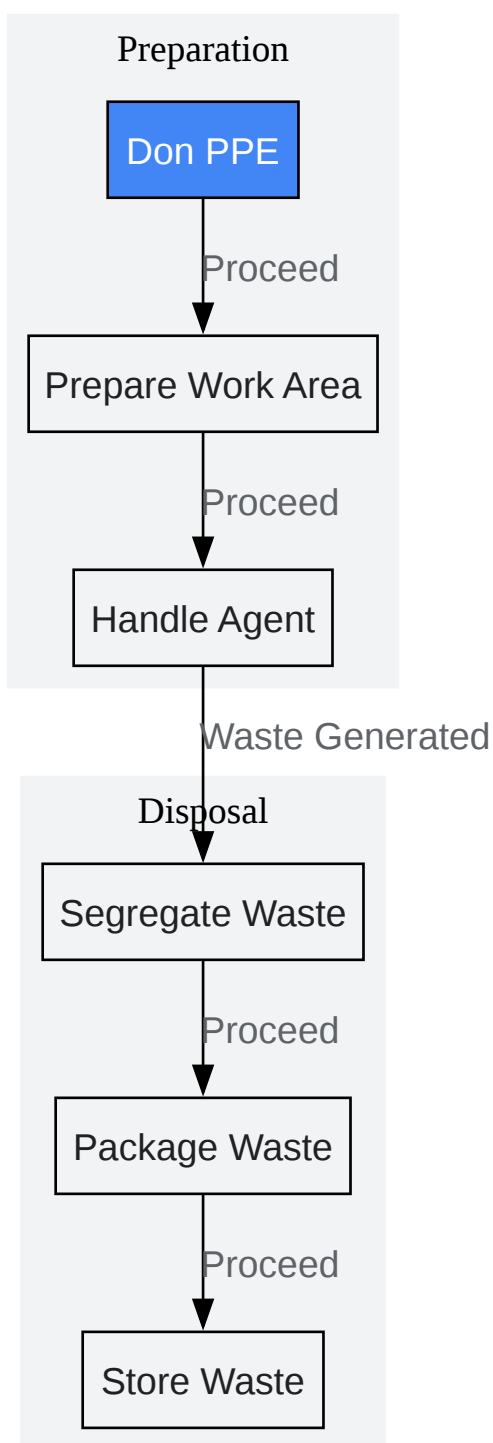 Preparation
Don PPE
Proceed
Prepare Work Area
Proceed
Handle Agent
Waste Generated
Disposal
Segregate Waste
Proceed
Package Waste
Proceed
Store Waste